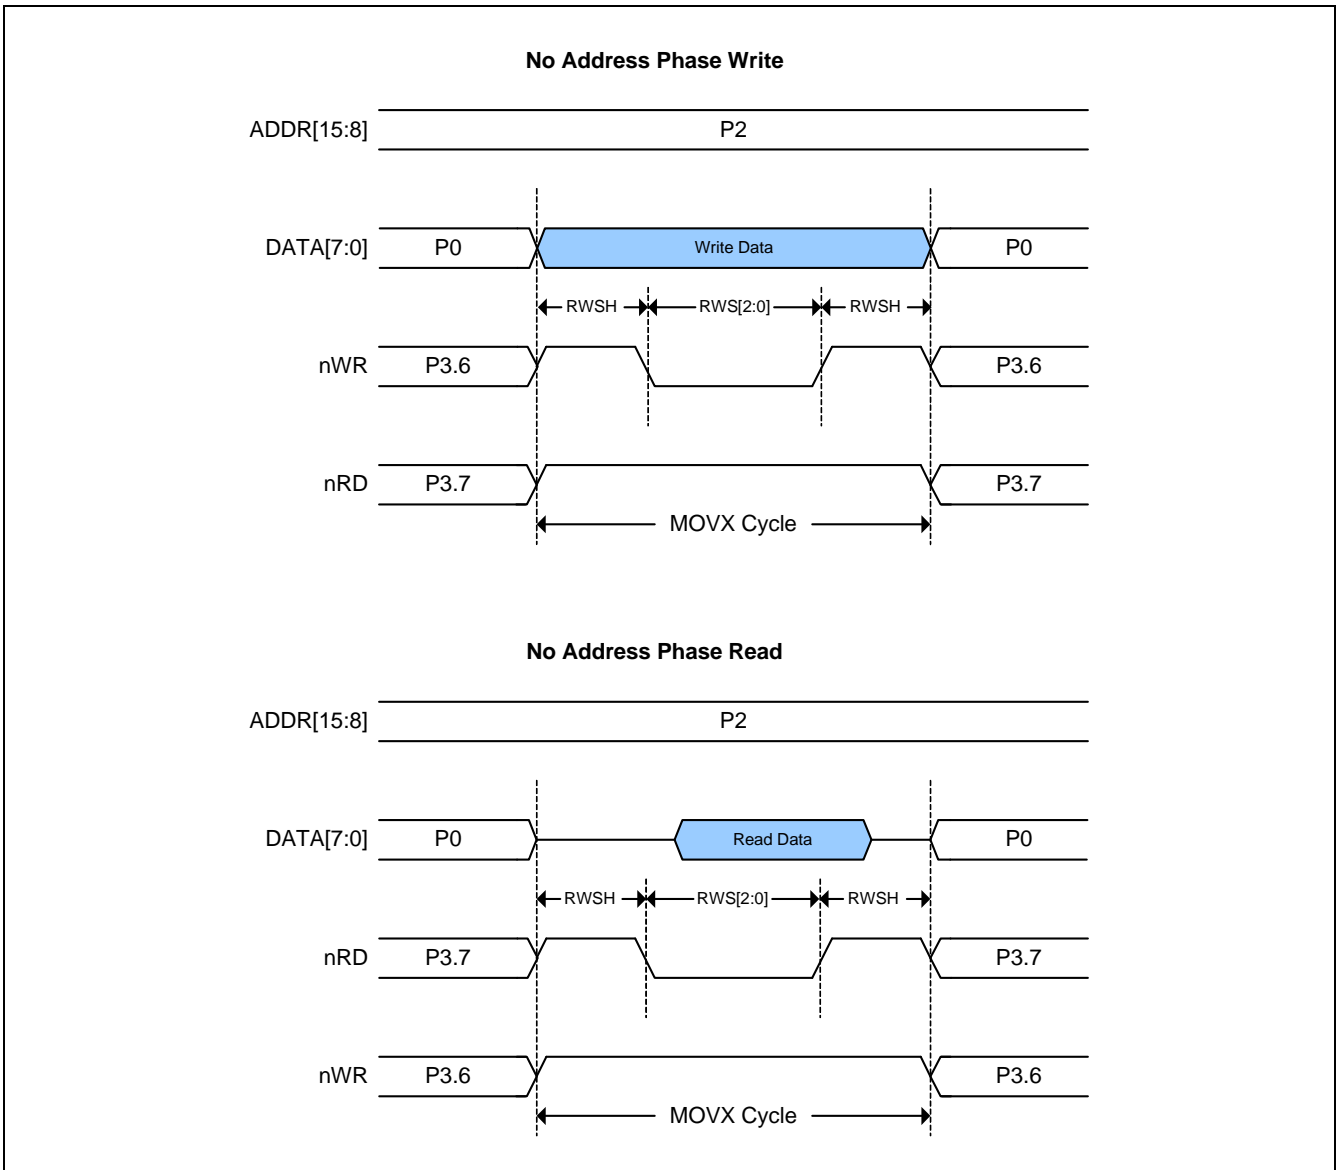 No Address Phase Write
ADDR[15:8] P2
DATA[7:0] P0 Write Data P0
RWSH RWS[2:0] RWSH
nWR P3.6 P3.6
nRD P3.7 P3.7
MOVX Cycle
No Address Phase Read
ADDR[15:8] P2
DATA[7:0] P0 Read Data P0
RWSH RWS[2:0] RWSH
nRD P3.7 P3.7
nWR P3.6 P3.6
MOVX Cycle